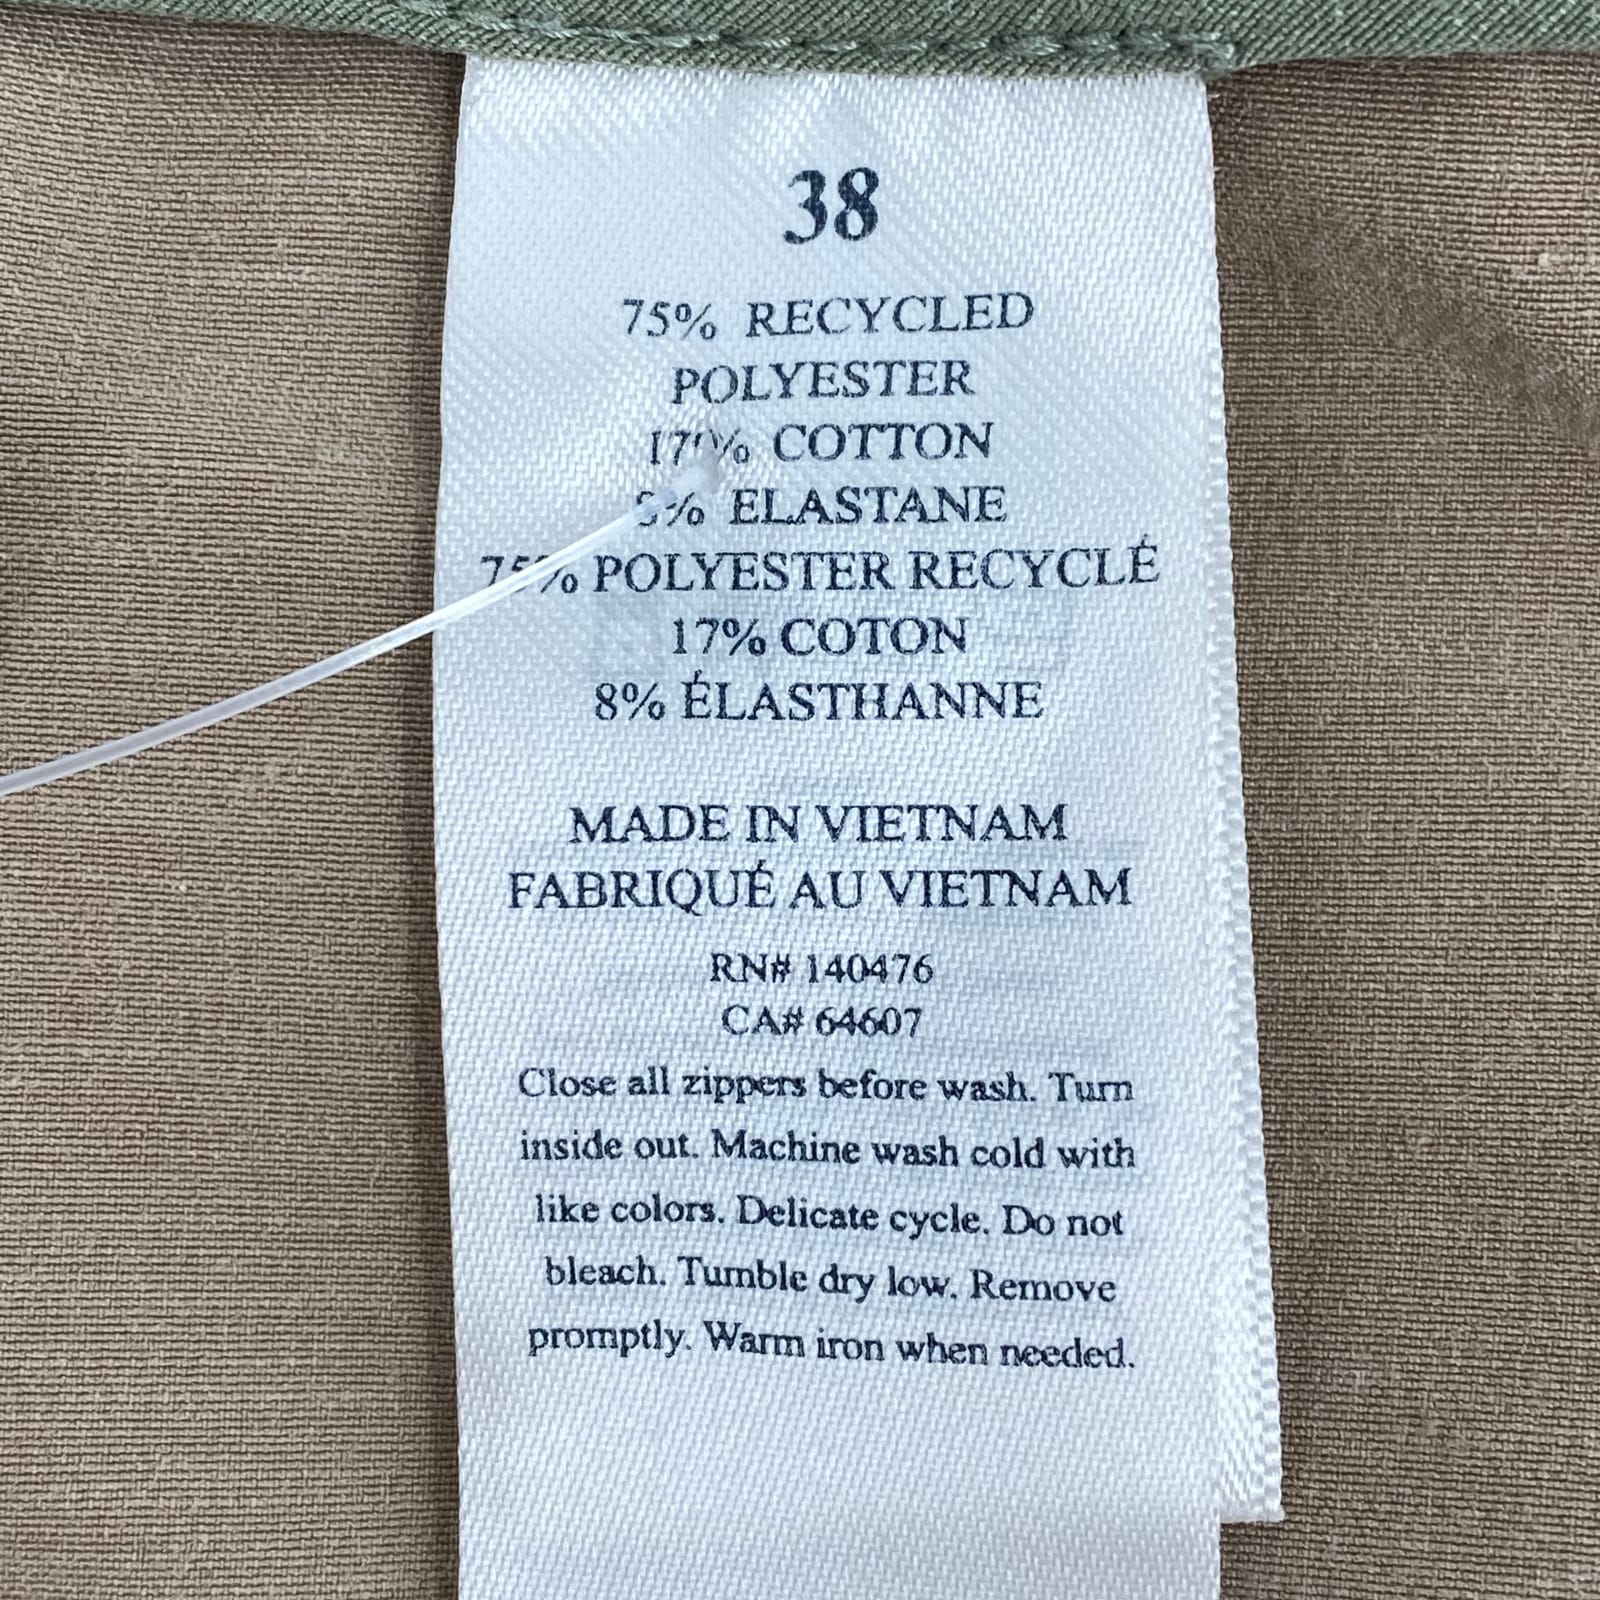 38
75% RECYCLED
POLYESTER
17% COTTON
8% ELASTANE
75% POLYESTER RECYCLÉ
17% COTON
8% ÉLASTHANNE
MADE IN VIETNAM
FABRIQUÉ AU VIETNAM
RN# 140476
CA# 64607
Close all zippers before wash. Turn
inside out. Machine wash cold with
like colors. Delicate cycle. Do not
bleach. Tumble dry low. Remove
promptly. Warm iron when needed.